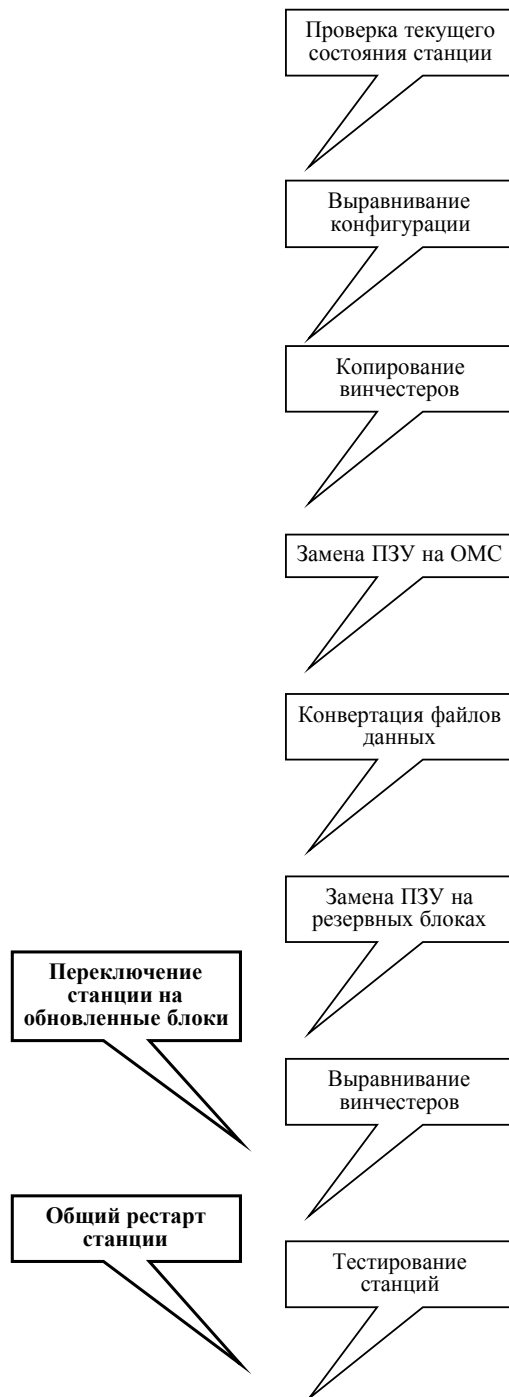 Проверка текущего
состояния станции
Выравнивание
конфигурации
Копирование
винчестеров
Замена ПЗУ на ОМС
Конвертация файлов
данных
Замена ПЗУ на
резервных блоках
Переключение
станции на
обновленные блоки
Выравнивание
винчестеров
Общий рестарт
станции
Тестирование
станций